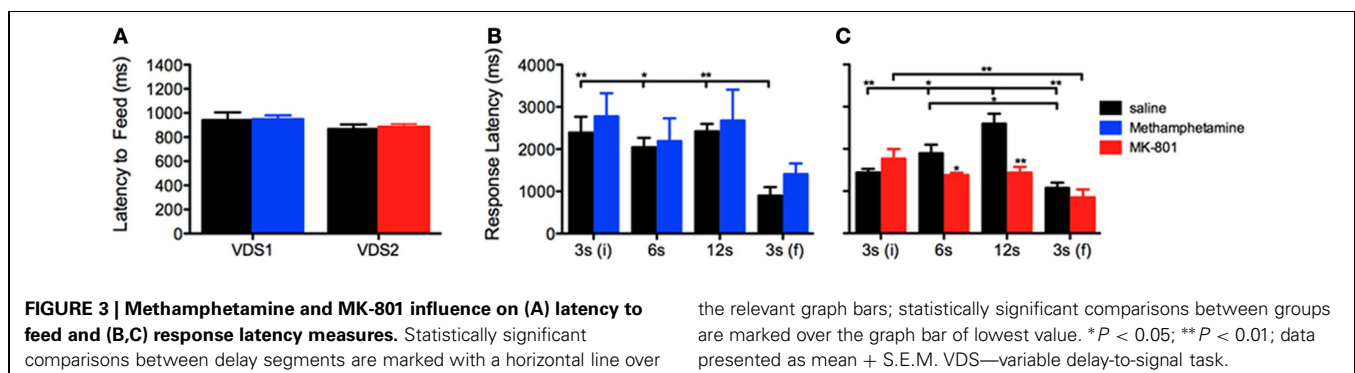 A
B
C
Latency to Feed (ms)
1400
1200
1000
800
600
400
200
0
VDS1
VDS2
Response Latency (ms)
4000
3000
2000
1000
0
** * **
3s (i)
6s
12s
3s (f)
**
** * **
*
* **
3s (i)
6s
12s
3s (f)
saline
Methamphetamine
MK-801
FIGURE 3 | Methamphetamine and MK-801 influence on (A) latency to
feed and (B,C) response latency measures. Statistically significant
comparisons between delay segments are marked with a horizontal line over
the relevant graph bars; statistically significant comparisons between groups
are marked over the graph bar of lowest value. *P < 0.05; **P < 0.01; data
presented as mean + S.E.M. VDS—variable delay-to-signal task.